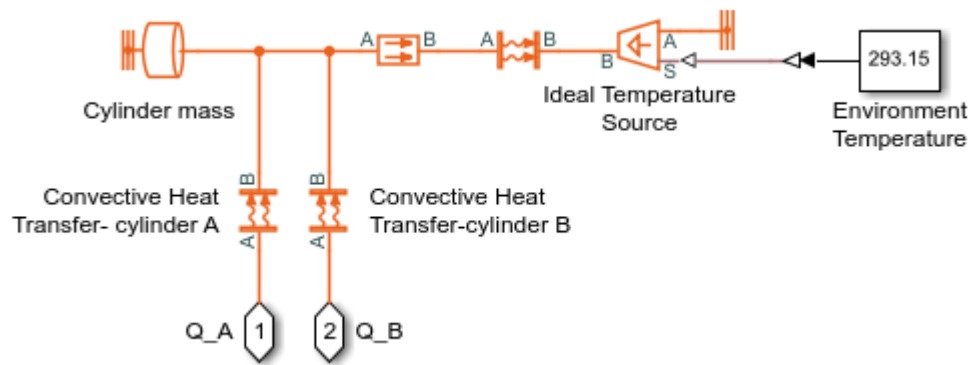 A B A B B A S
293.15
Cylinder mass
Ideal Temperature
Source
Environment
Temperature
B B
Convective Heat
Transfer- cylinder A
Convective Heat
Transfer-cylinder B
A A
Q_A 1 2 Q_B